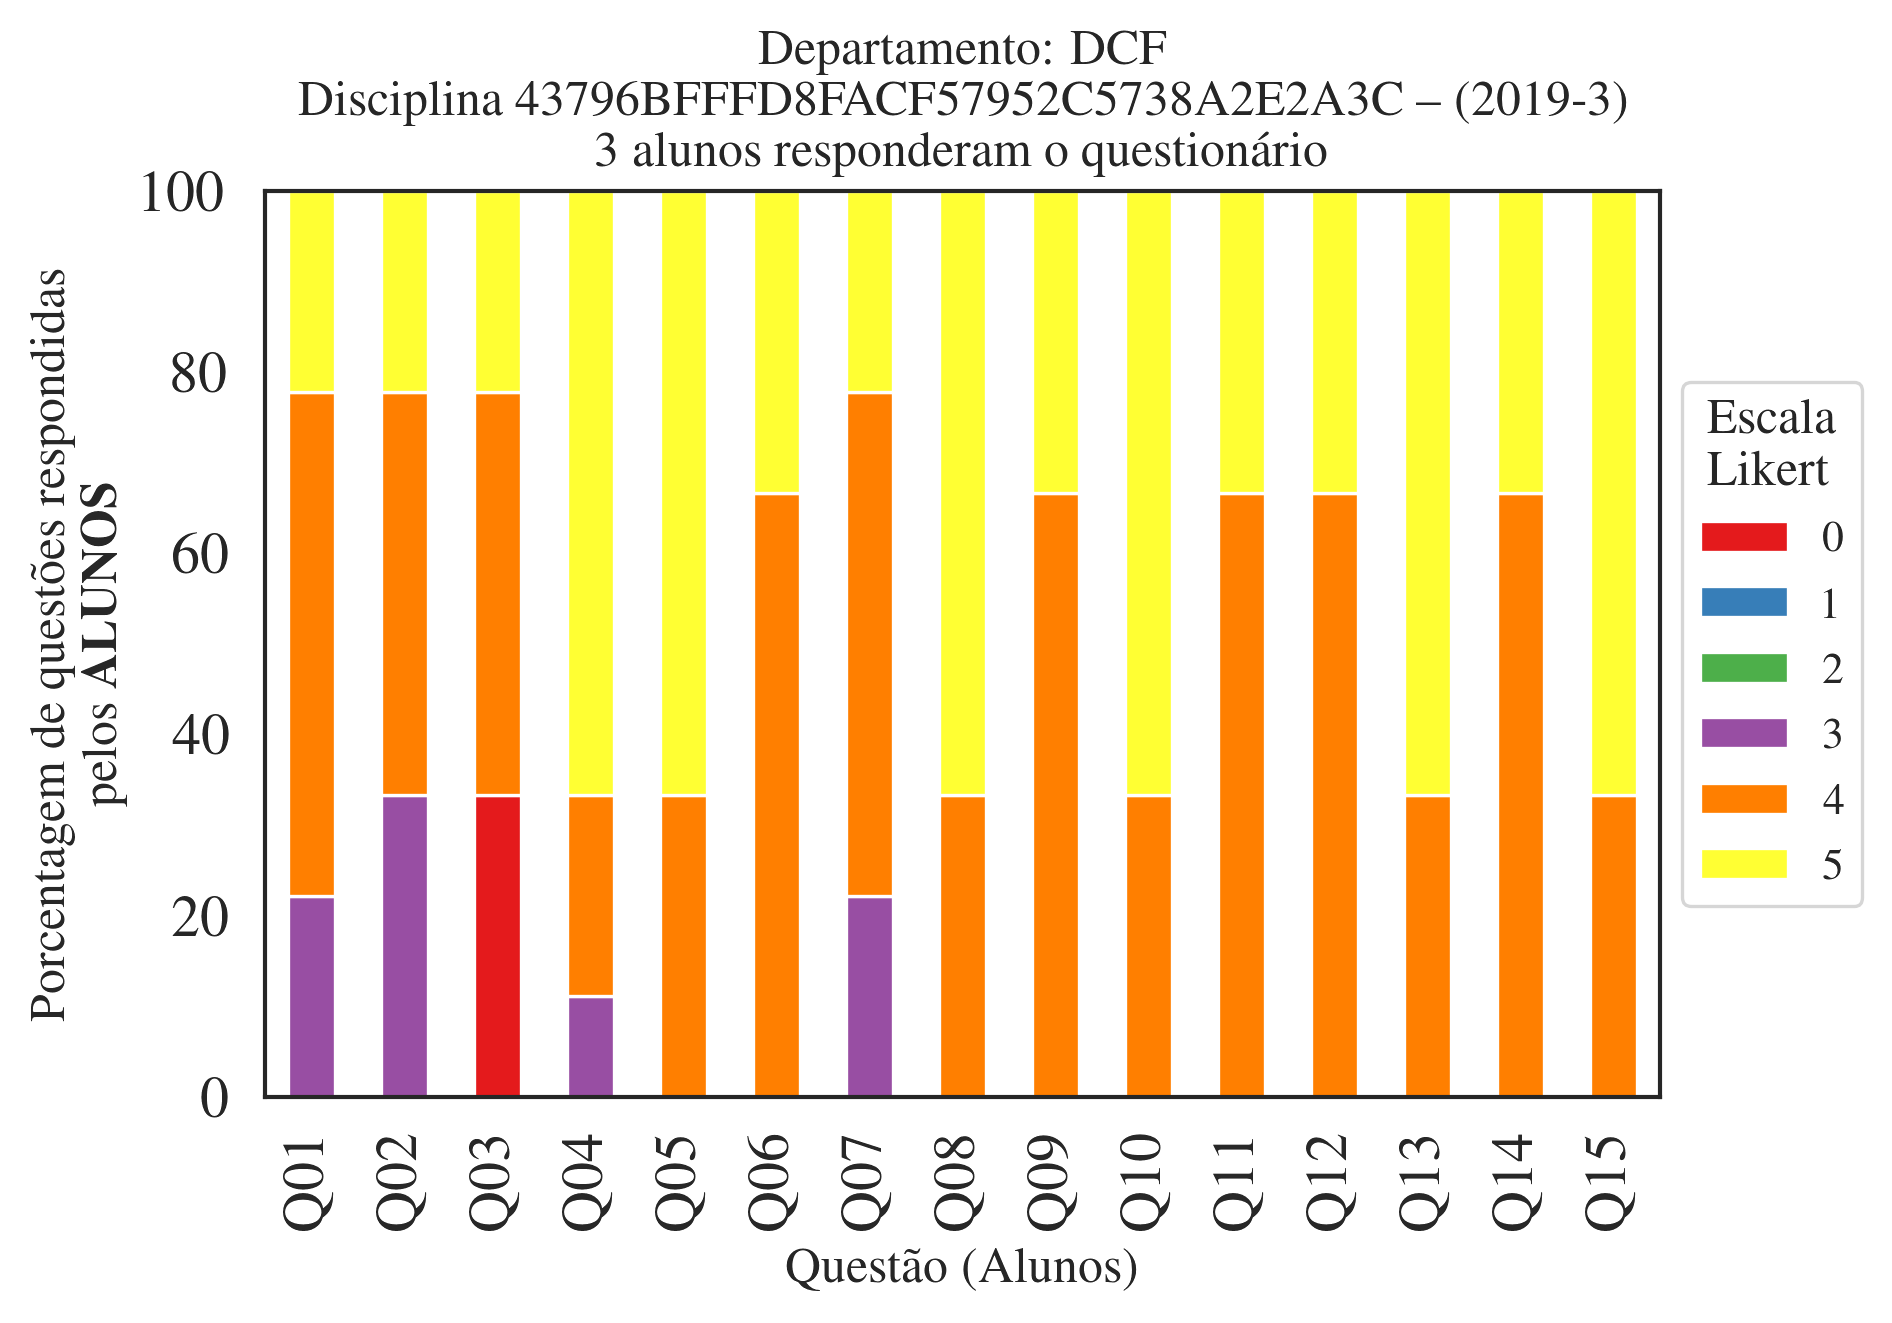 Departamento: DCF
Disciplina 43796BFFFD8FACF57952C5738A2E2A3C – (2019-3)
3 alunos responderam o questionário
Porcentagem de questões respondidas
pelos ALUNOS
100
80
60
40
20
0
Q01
Q02
Q03
Q04
Q05
Q06
Q07
Q08
Q09
Q10
Q11
Q12
Q13
Q14
Q15
Questão (Alunos)
Escala
Likert
0
1
2
3
4
5